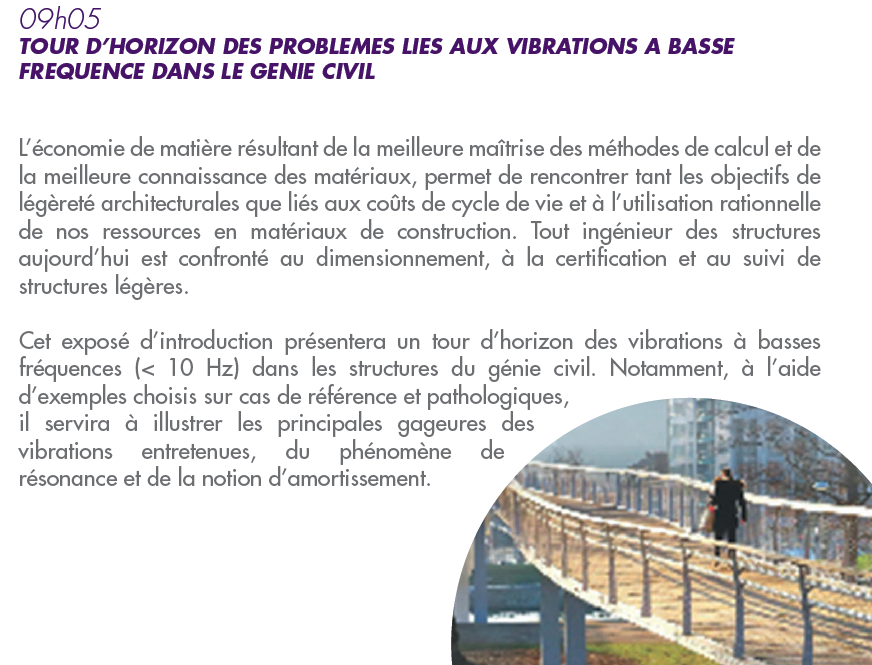 09h05
TOUR D’HORIZON DES PROBLEMES LIES AUX VIBRATIONS A BASSE
FREQUENCE DANS LE GENIE CIVIL
L’économie de matière résultant de la meilleure maîtrise des méthodes de calcul et de
la meilleure connaissance des matériaux, permet de rencontrer tant les objectifs de
légèreté architecturales que liés aux coûts de cycle de vie et à l’utilisation rationnelle
de nos ressources en matériaux de construction. Tout ingénieur des structures
aujourd’hui est confronté au dimensionnement, à la certification et au suivi de
structures légères.
Cet exposé d’introduction présentera un tour d’horizon des vibrations à basses
fréquences (< 10 Hz) dans les structures du génie civil. Notamment, à l’aide
d’exemples choisis sur cas de référence et pathologiques,
il servira à illustrer les principales gageures des
vibrations entretenues, du phénomène de
résonance et de la notion d’amortissement.